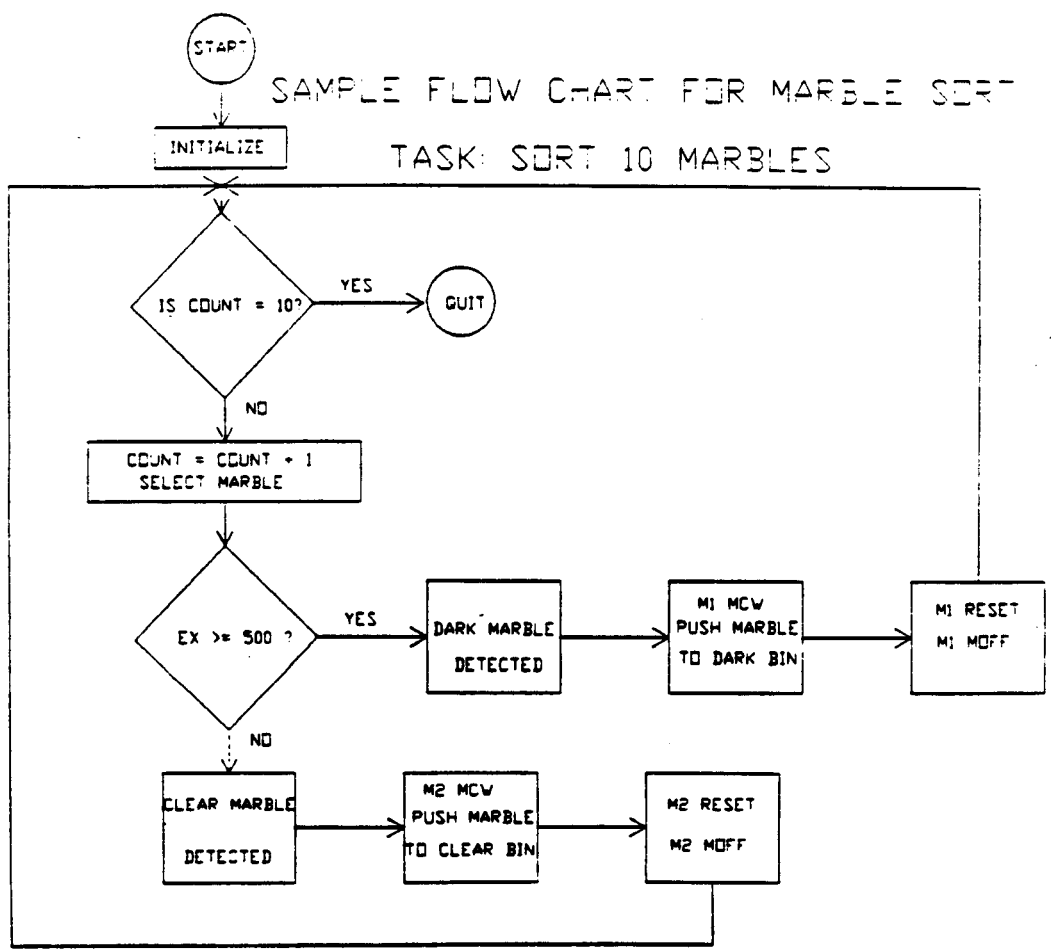 START
SAMPLE FLOW CHART FOR MARBLE SORT
INITIALIZE
TASK: SORT 10 MARBLES
IS COUNT = 10?
YES
QUIT
NO
COUNT = COUNT + 1
SELECT MARBLE
EX >= 500 ?
YES
DARK MARBLE
DETECTED
M1 MCW
PUSH MARBLE
TO DARK BIN
M1 RESET
M1 MOFF
NO
CLEAR MARBLE
DETECTED
M2 MCW
PUSH MARBLE
TO CLEAR BIN
M2 RESET
M2 MOFF